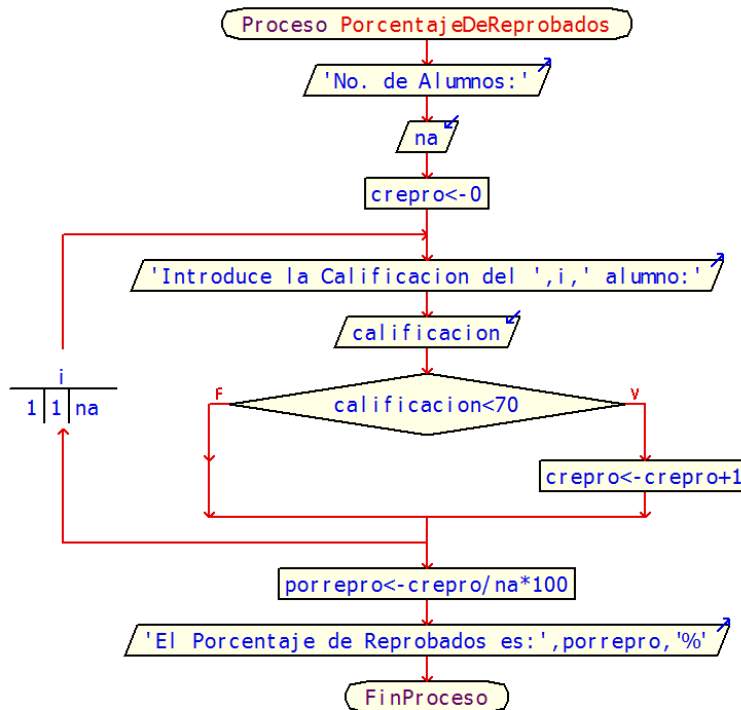 Proceso PorcentajeDeReprobados
'No. de Alumnos:'
na
crepro<-0
'Introduce la Calificacion del ',i,' alumno:'
calificacion
i
1 1 na
F
calificacion<70
V
crepro<-crepro+1
porrepro<-crepro/na*100
'El Porcentaje de Reprobados es:',porrepro,'%'
FinProceso